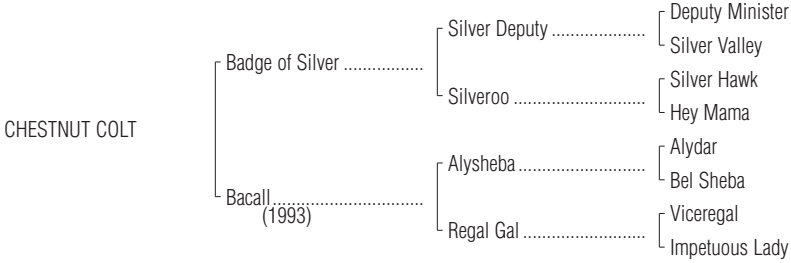 Deputy Minister
Silver Deputy ......................
Silver Valley
Badge of Silver .................
Silver Hawk
Silveroo .............................
Hey Mama
CHESTNUT COLT
Alydar
Alysheba ............................
Bel Sheba
Bacall ................................
(1993)
Viceregal
Regal Gal ...........................
Impetuous Lady